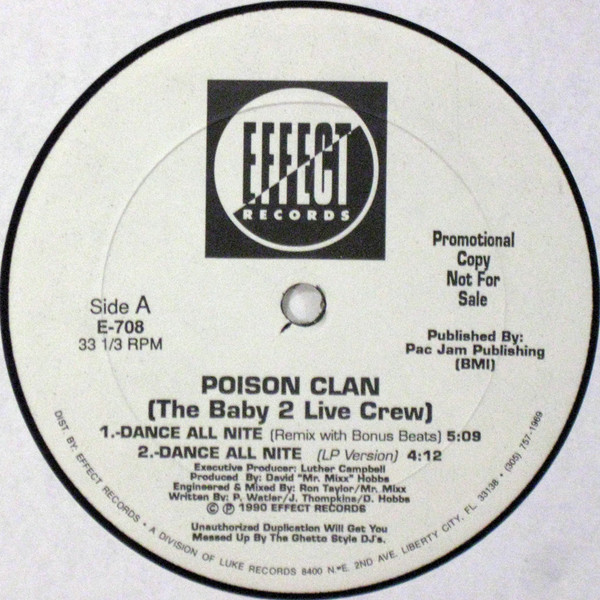 EFFECT
RECORDS
Promotional
Copy
Not For
Sale
Side A
E-708
33 1/3 RPM
Published By:
Pac Jam Publishing
(BMI)
POISON CLAN
(The Baby 2 Live Crew)
1.-DANCE ALL NITE (Remix with Bonus Beats) 5:09
2.-DANCE ALL NITE (LP Version) 4:12
Executive Producer: Luther Campbell
Produced By: David "Mr. Mixx" Hobbs
Engineered & Mixed By: Ron Taylor/Mr. Mixx
Written By: P. Watler/J. Thompkins/D. Hobbs
© ℗ 1990 EFFECT RECORDS
Unauthorized Duplication Will Get You
Messed Up By The Ghetto Style DJ's.
DIST. BY: EFFECT RECORDS • A DIVISION OF LUKE RECORDS 8400 N.E. 2ND AVE. LIBERTY CITY, FL 33138 • (305) 757-1969